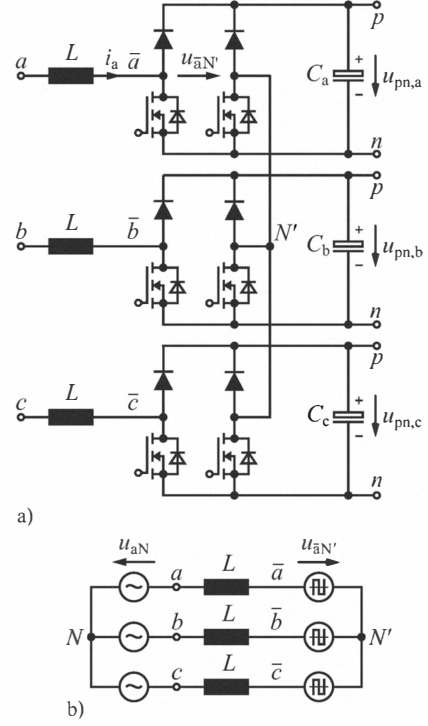 p
a L i_a ā u_āN' C_a + − u_pn,a
n
p
b L b̄ N' C_b + − u_pn,b
n
p
c L c̄ C_c + − u_pn,c
n
a)
u_aN a L ā u_āN'
N b L b̄ N'
c L c̄
b)